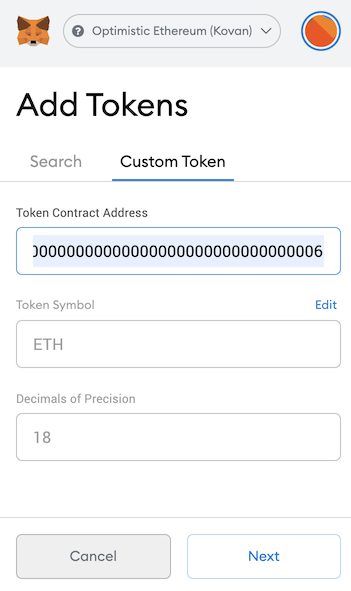 Optimistic Ethereum (Kovan)
Add Tokens
Search
Custom Token
Token Contract Address
000000000000000000000000000000006
Token Symbol
Edit
ETH
Decimals of Precision
18
Cancel
Next